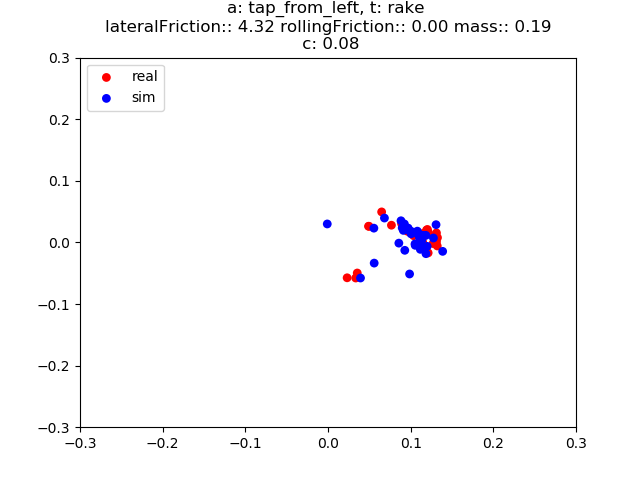 a: tap_from_left, t: rake
lateralFriction:: 4.32 rollingFriction:: 0.00 mass:: 0.19
c: 0.08
real
sim
0.3
0.2
0.1
0.0
−0.1
−0.2
−0.3
−0.3
−0.2
−0.1
0.0
0.1
0.2
0.3